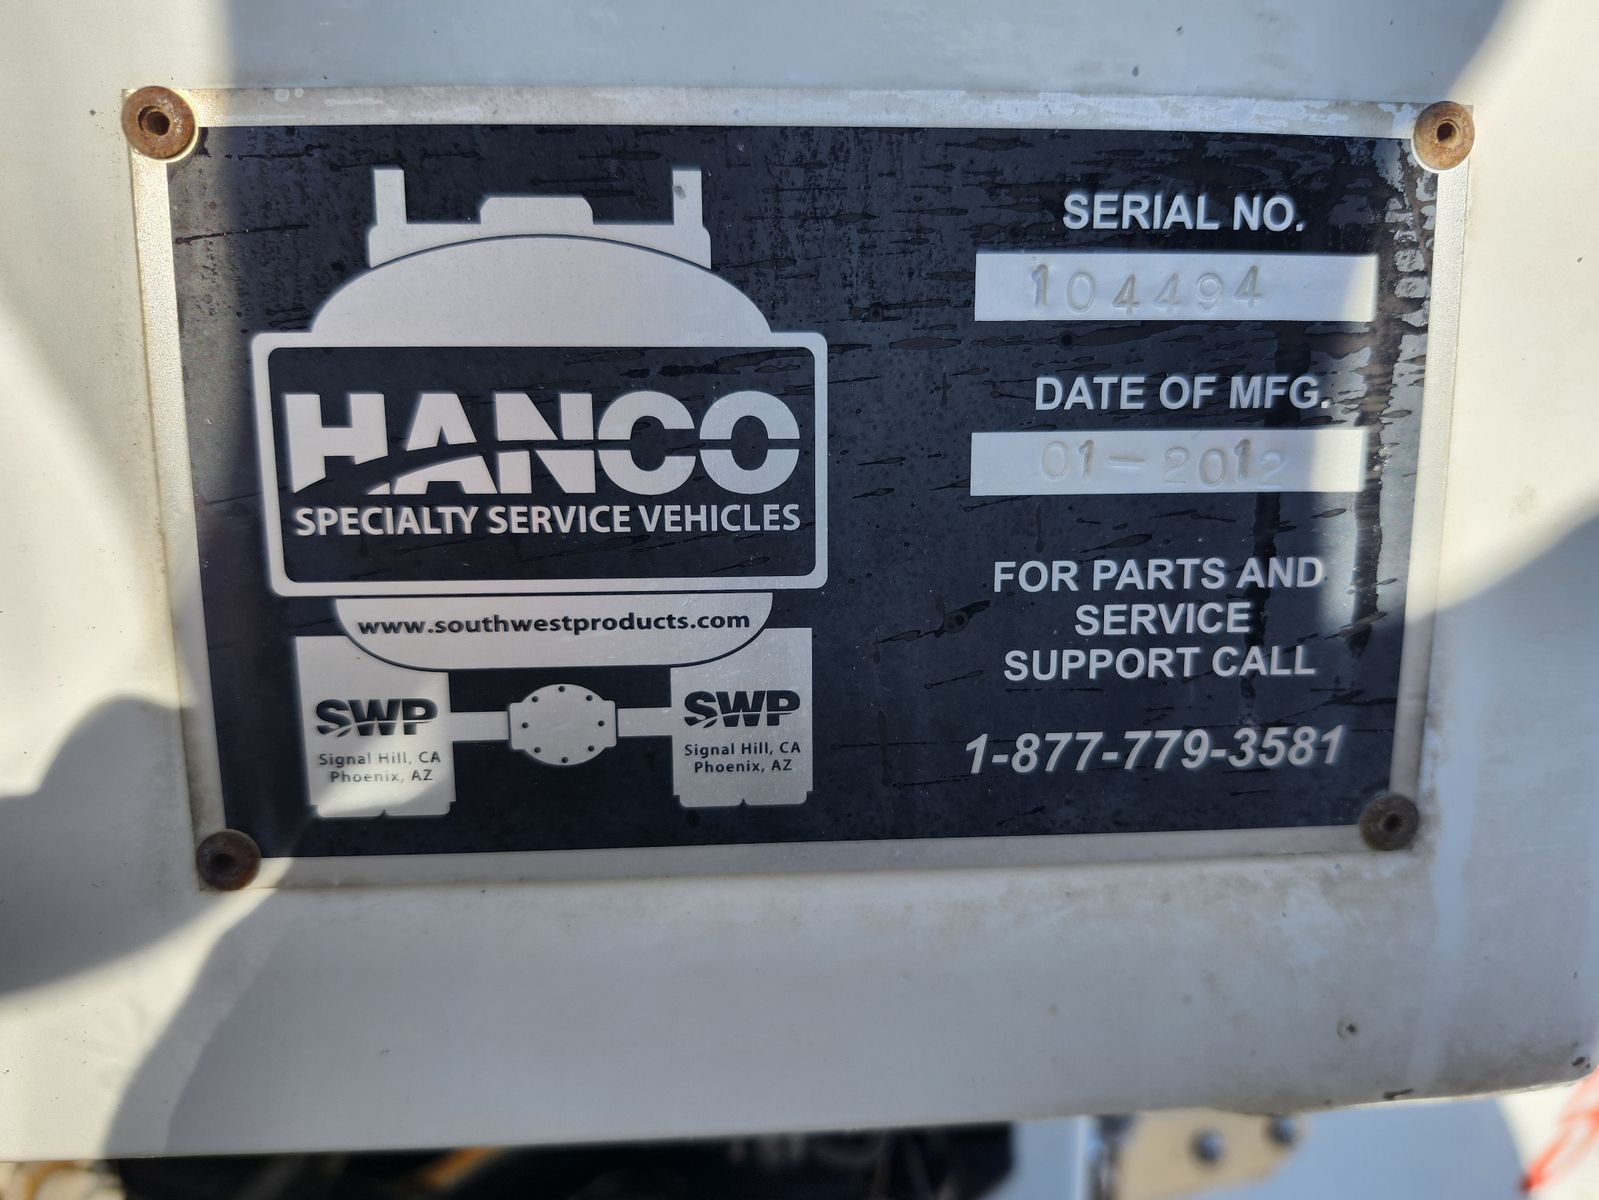 HANCO
SPECIALTY SERVICE VEHICLES
www.southwestproducts.com
SWP
Signal Hill, CA
Phoenix, AZ
SWP
Signal Hill, CA
Phoenix, AZ
SERIAL NO.
104494
DATE OF MFG.
01-2012
FOR PARTS AND
SERVICE
SUPPORT CALL
1-877-779-3581